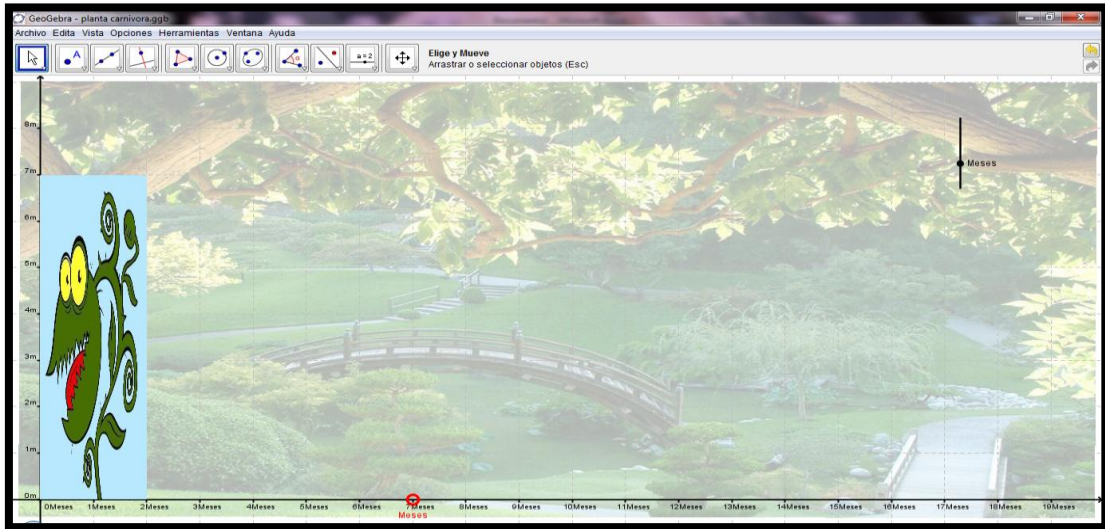 GeoGebra - planta carnivora.ggb
Archivo Edita Vista Opciones Herramientas Ventana Ayuda
A
α
a=2
Elige y Mueve
Arrastrar o seleccionar objetos (Esc)
8m
Meses
7m
6m
5m
4m
3m
2m
1m
0m
0Meses 1Meses 2Meses 3Meses 4Meses 5Meses 6Meses 7Meses 8Meses 9Meses 10Meses 11Meses 12Meses 13Meses 14Meses 15Meses 16Meses 17Meses 18Meses 19Meses
Meses